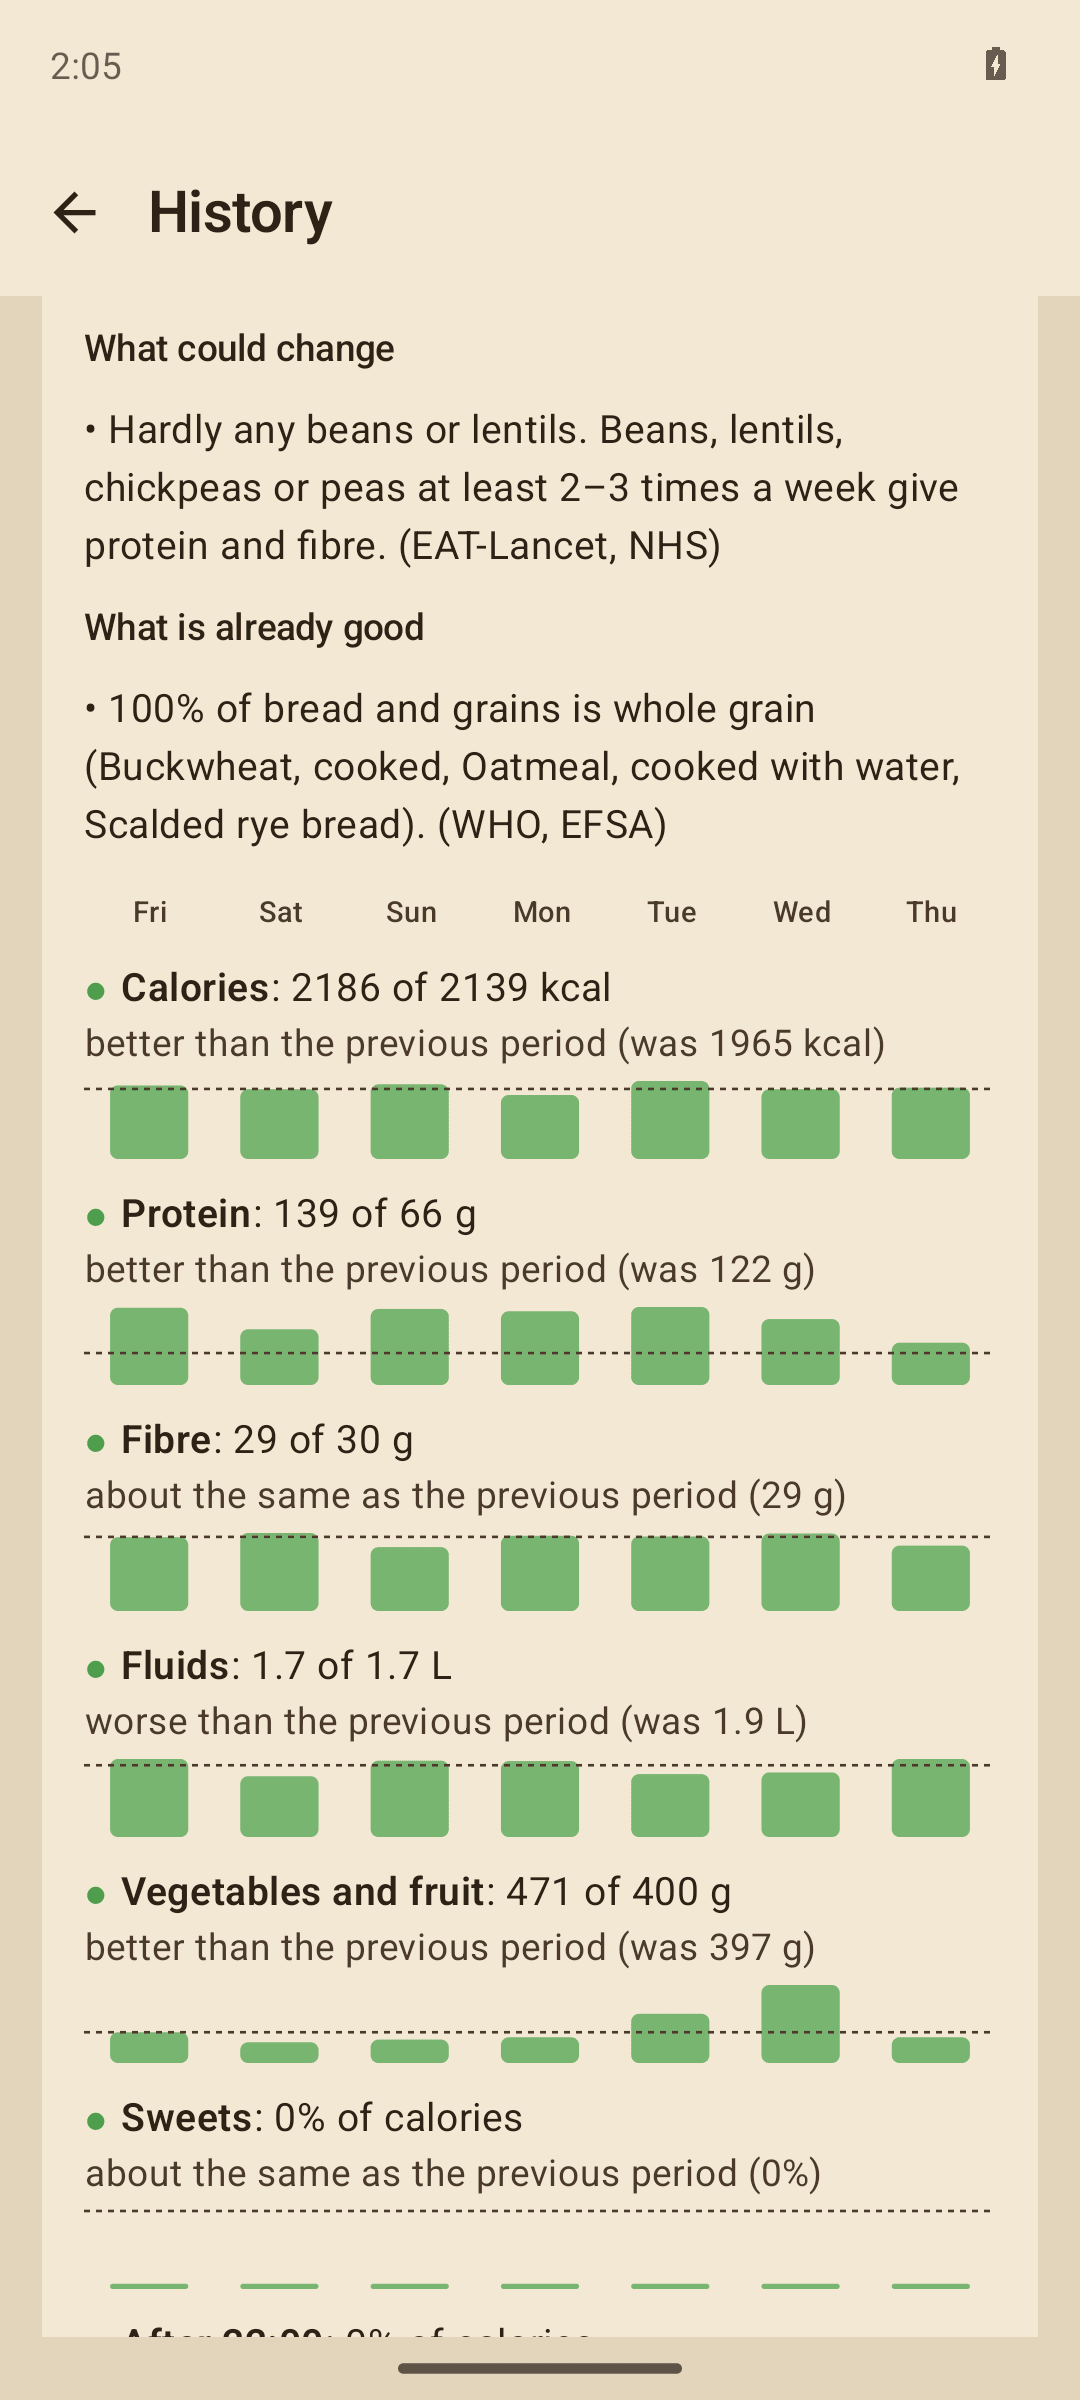 2:05
History
What could change
• Hardly any beans or lentils. Beans, lentils,
chickpeas or peas at least 2–3 times a week give
protein and fibre. (EAT-Lancet, NHS)
What is already good
• 100% of bread and grains is whole grain
(Buckwheat, cooked, Oatmeal, cooked with water,
Scalded rye bread). (WHO, EFSA)
Fri Sat Sun Mon Tue Wed Thu
● Calories: 2186 of 2139 kcal
better than the previous period (was 1965 kcal)
● Protein: 139 of 66 g
better than the previous period (was 122 g)
● Fibre: 29 of 30 g
about the same as the previous period (29 g)
● Fluids: 1.7 of 1.7 L
worse than the previous period (was 1.9 L)
● Vegetables and fruit: 471 of 400 g
better than the previous period (was 397 g)
● Sweets: 0% of calories
about the same as the previous period (0%)
After of calories